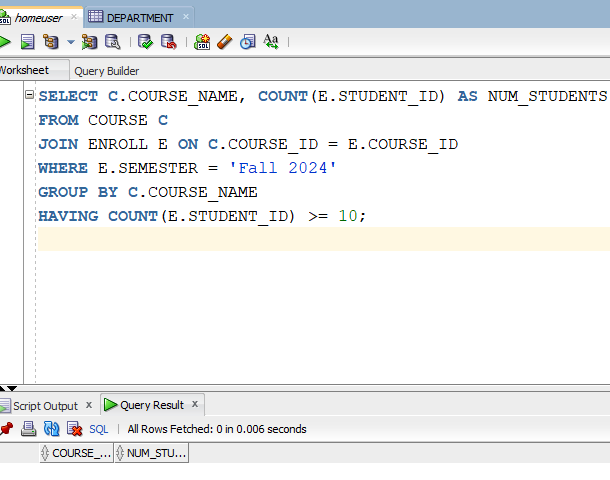 homeuser DEPARTMENT
SQL Aa
Worksheet Query Builder
SELECT C.COURSE_NAME, COUNT(E.STUDENT_ID) AS NUM_STUDENTS
FROM COURSE C
JOIN ENROLL E ON C.COURSE_ID = E.COURSE_ID
WHERE E.SEMESTER = 'Fall 2024'
GROUP BY C.COURSE_NAME
HAVING COUNT(E.STUDENT_ID) >= 10;
Script Output x Query Result x
SQL | All Rows Fetched: 0 in 0.006 seconds
COURSE_... NUM_STU...